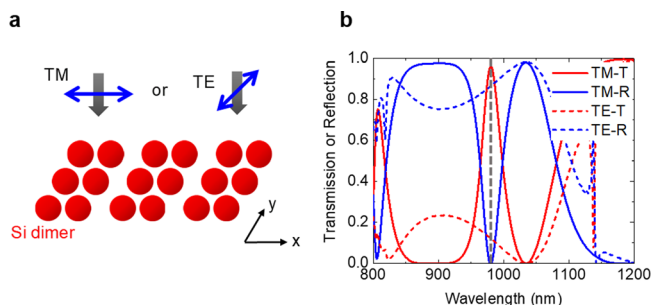 a
TM
or
TE
Si dimer
y
x
b
Transmission or Reflection
1.0
0.8
0.6
0.4
0.2
0.0
TM-T
TM-R
TE-T
TE-R
800
900
1000
1100
1200
Wavelength (nm)